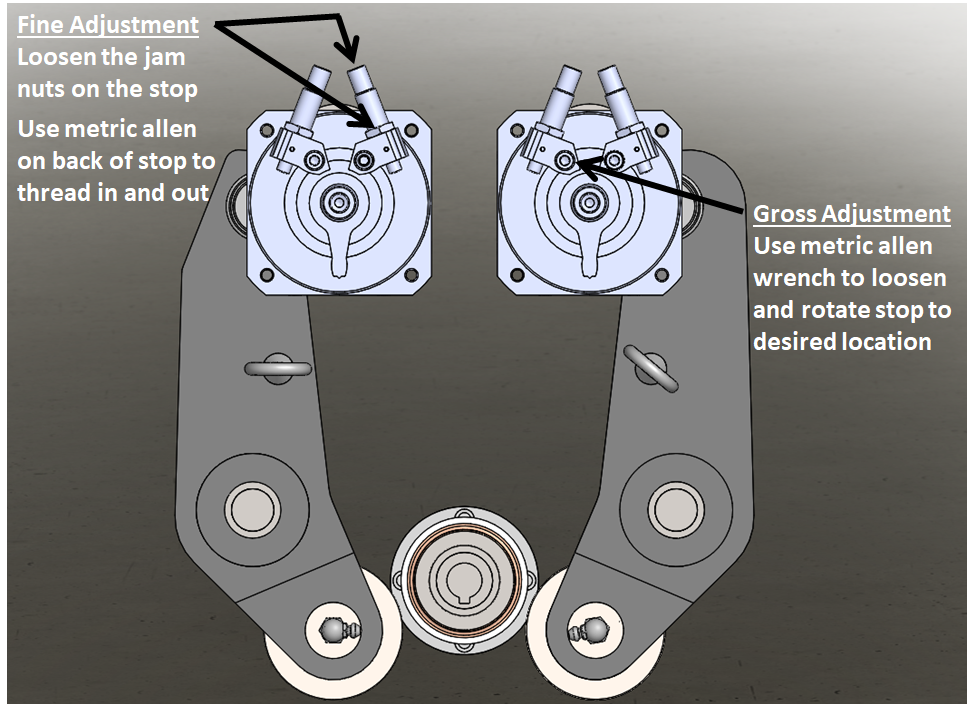 Fine Adjustment
Loosen the jam
nuts on the stop
Use metric allen
on back of stop to
thread in and out
Gross Adjustment
Use metric allen
wrench to loosen
and rotate stop to
desired location